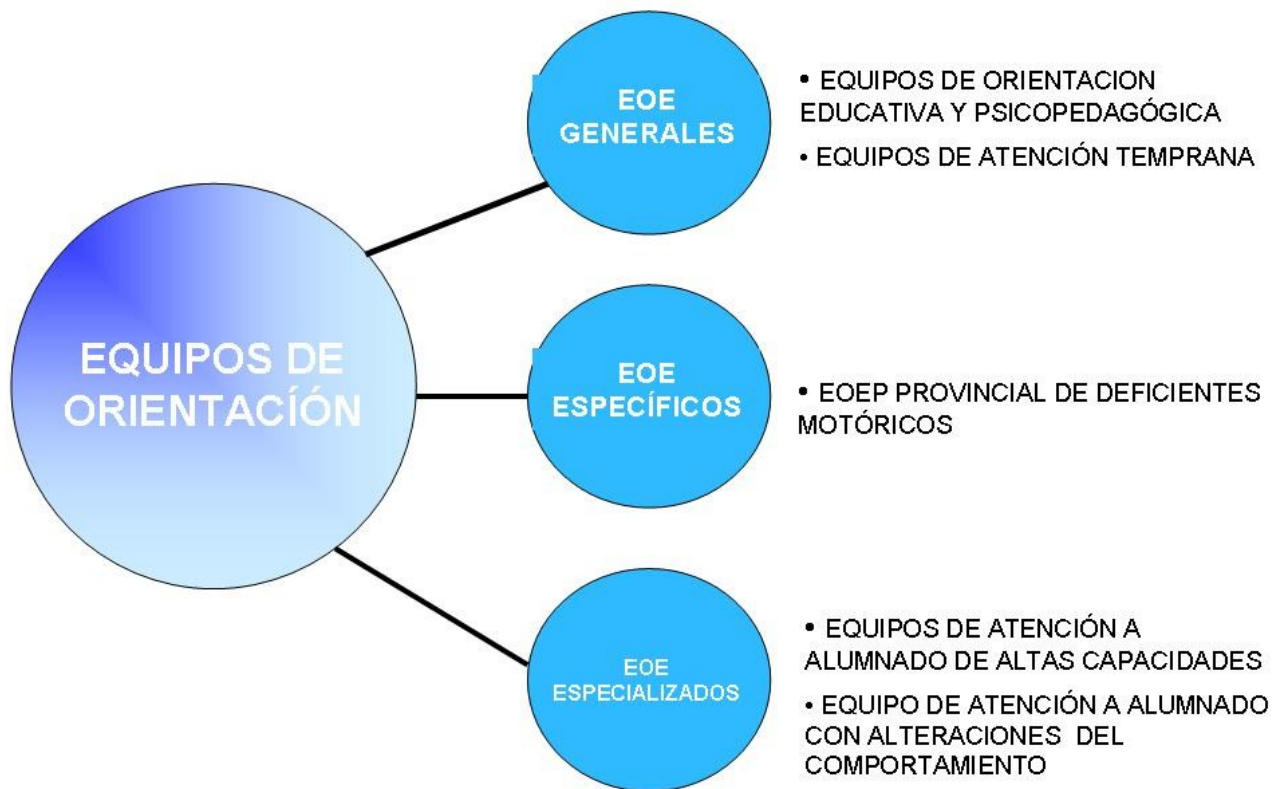 EQUIPOS DE
ORIENTACÍÓN
EOE
GENERALES
• EQUIPOS DE ORIENTACION
EDUCATIVA Y PSICOPEDAGÓGICA
• EQUIPOS DE ATENCIÓN TEMPRANA
EOE
ESPECÍFICOS
• EOEP PROVINCIAL DE DEFICIENTES
MOTÓRICOS
EOE
ESPECIALIZADOS
• EQUIPOS DE ATENCIÓN A
ALUMNADO DE ALTAS CAPACIDADES
• EQUIPO DE ATENCIÓN A ALUMNADO
CON ALTERACIONES DEL
COMPORTAMIENTO